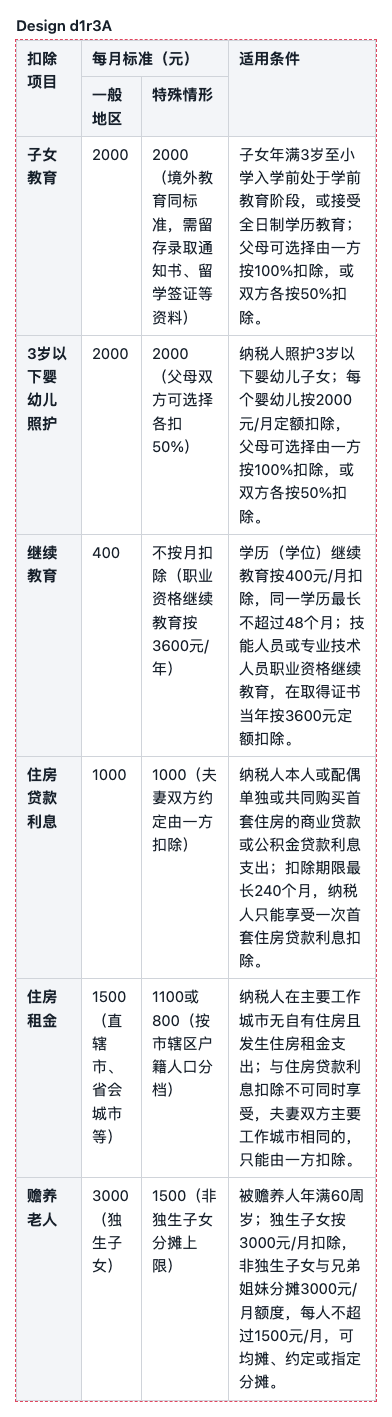 Design d1r3A
扣除
项目
每月标准（元）
适用条件
一般
地区
特殊情形
子女
教育
2000
2000
（境外教
育同标
准，需留
存录取通
知书、留
学签证等
资料）
子女年满3岁至小
学入学前处于学前
教育阶段，或接受
全日制学历教育；
父母可选择由一方
按100%扣除，或
双方各按50%扣
除。
3岁以
下婴
幼儿
照护
2000
2000
（父母双
方可选择
各扣
50%）
纳税人照护3岁以
下婴幼儿子女；每
个婴幼儿按2000
元/月定额扣除，
父母可选择由一方
按100%扣除，或
双方各按50%扣
除。
继续
教育
400
不按月扣
除（职业
资格继续
教育按
3600元/
年）
学历（学位）继续
教育按400元/月扣
除，同一学历最长
不超过48个月；技
能人员或专业技术
人员职业资格继续
教育，在取得证书
当年按3600元定
额扣除。
住房
贷款
利息
1000
1000（夫
妻双方约
定由一方
扣除）
纳税人本人或配偶
单独或共同购买首
套住房的商业贷款
或公积金贷款利息
支出；扣除期限最
长240个月，纳税
人只能享受一次首
套住房贷款利息扣
除。
住房
租金
1500
（直
辖
市、
省会
城市
等）
1100或
800（按
市辖区户
籍人口分
档）
纳税人在主要工作
城市无自有住房且
发生住房租金支
出；与住房贷款利
息扣除不可同时享
受，夫妻双方主要
工作城市相同的，
只能由一方扣除。
赡养
老人
3000
（独
生子
女）
1500（非
独生子女
分摊上
限）
被赡养人年满60周
岁；独生子女按
3000元/月扣除，
非独生子女与兄弟
姐妹分摊3000元/
月额度，每人不超
过1500元/月，可
均摊、约定或指定
分摊。